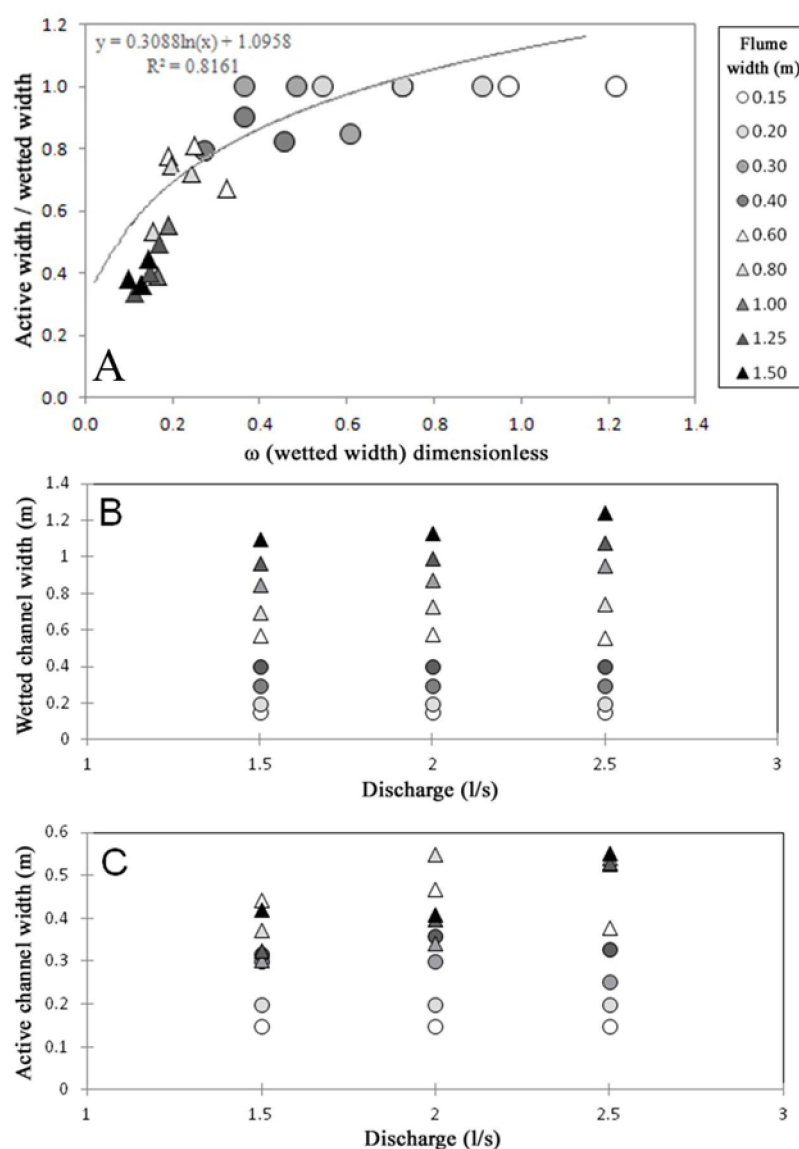 y = 0.3088ln(x) + 1.0958
R² = 0.8161
1.2
1.0
0.8
0.6
0.4
0.2
0.0
Active width / wetted width
A
0.0 0.2 0.4 0.6 0.8 1.0 1.2 1.4
ω (wetted width) dimensionless
Flume
width (m)
0.15
0.20
0.30
0.40
0.60
0.80
1.00
1.25
1.50
B
1.4
1.2
1
0.8
0.6
0.4
0.2
0
Wetted channel width (m)
1 1.5 2 2.5 3
Discharge (l/s)
C
0.6
0.5
0.4
0.3
0.2
0.1
0
Active channel width (m)
1 1.5 2 2.5 3
Discharge (l/s)